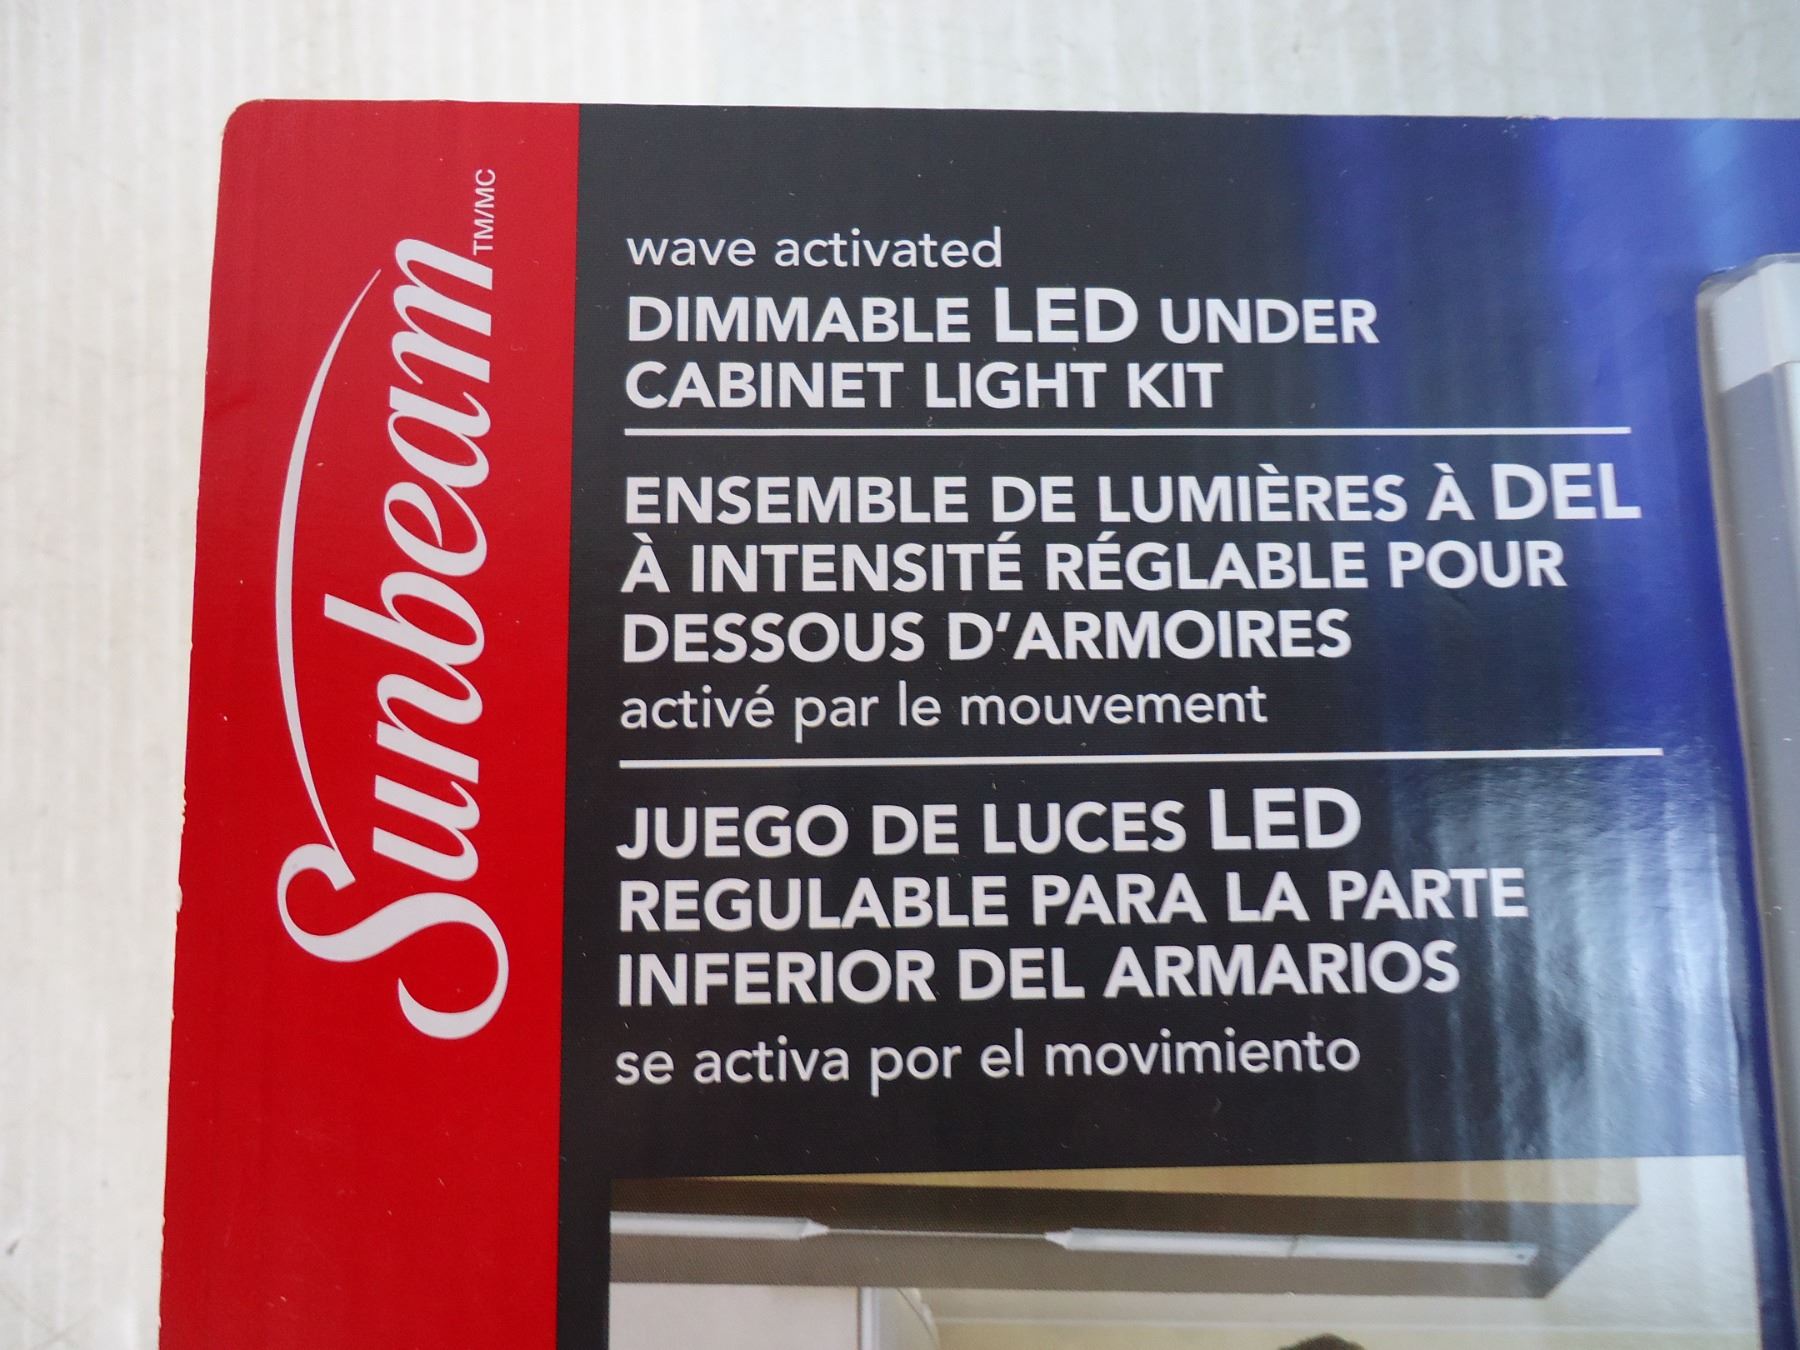 Sunbeam TM/MC
wave activated
DIMMABLE LED UNDER
CABINET LIGHT KIT
ENSEMBLE DE LUMIÈRES À DEL
À INTENSITÉ RÉGLABLE POUR
DESSOUS D'ARMOIRES
activé par le mouvement
JUEGO DE LUCES LED
REGULABLE PARA LA PARTE
INFERIOR DEL ARMARIOS
se activa por el movimiento